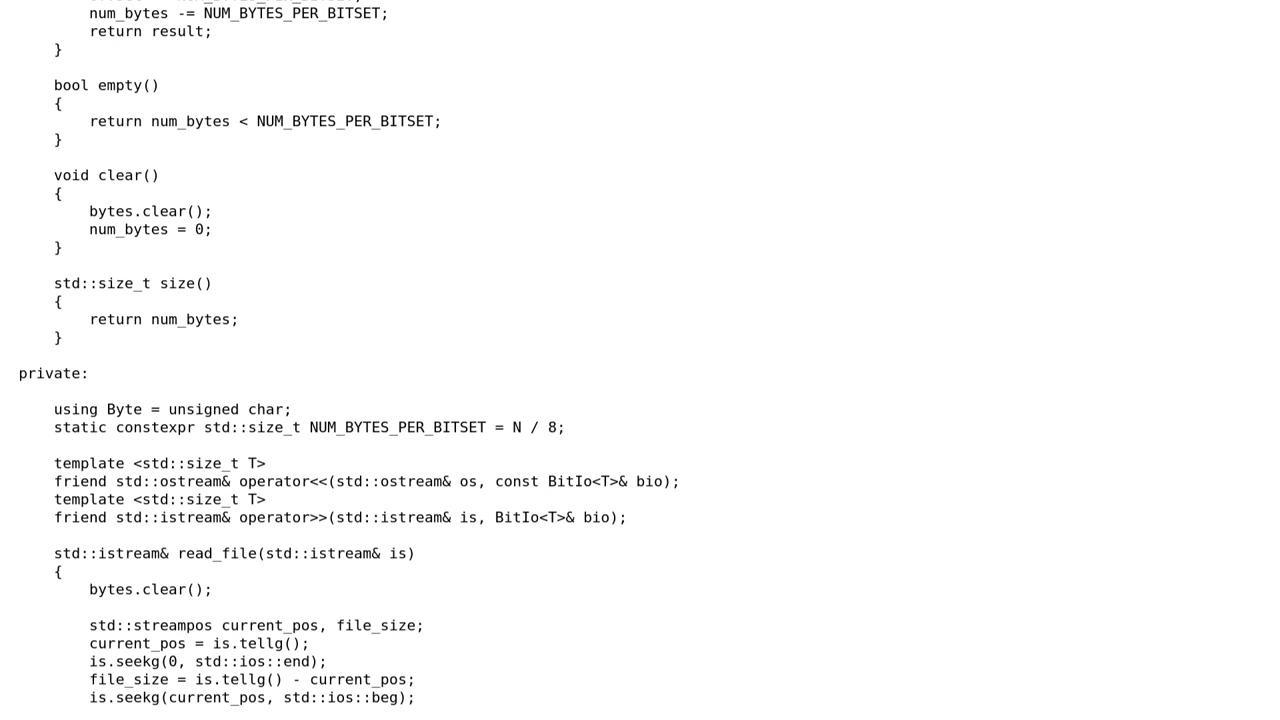 num_bytes -= NUM_BYTES_PER_BITSET;
return result;
}
bool empty()
{
return num_bytes < NUM_BYTES_PER_BITSET;
}
void clear()
{
bytes.clear();
num_bytes = 0;
}
std::size_t size()
{
return num_bytes;
}
private:
using Byte = unsigned char;
static constexpr std::size_t NUM_BYTES_PER_BITSET = N / 8;
template <std::size_t T>
friend std::ostream& operator<<(std::ostream& os, const BitIo<T>& bio);
template <std::size_t T>
friend std::istream& operator>>(std::istream& is, BitIo<T>& bio);
std::istream& read_file(std::istream& is)
{
bytes.clear();
std::streampos current_pos, file_size;
current_pos = is.tellg();
is.seekg(0, std::ios::end);
file_size = is.tellg() - current_pos;
is.seekg(current_pos, std::ios::beg);